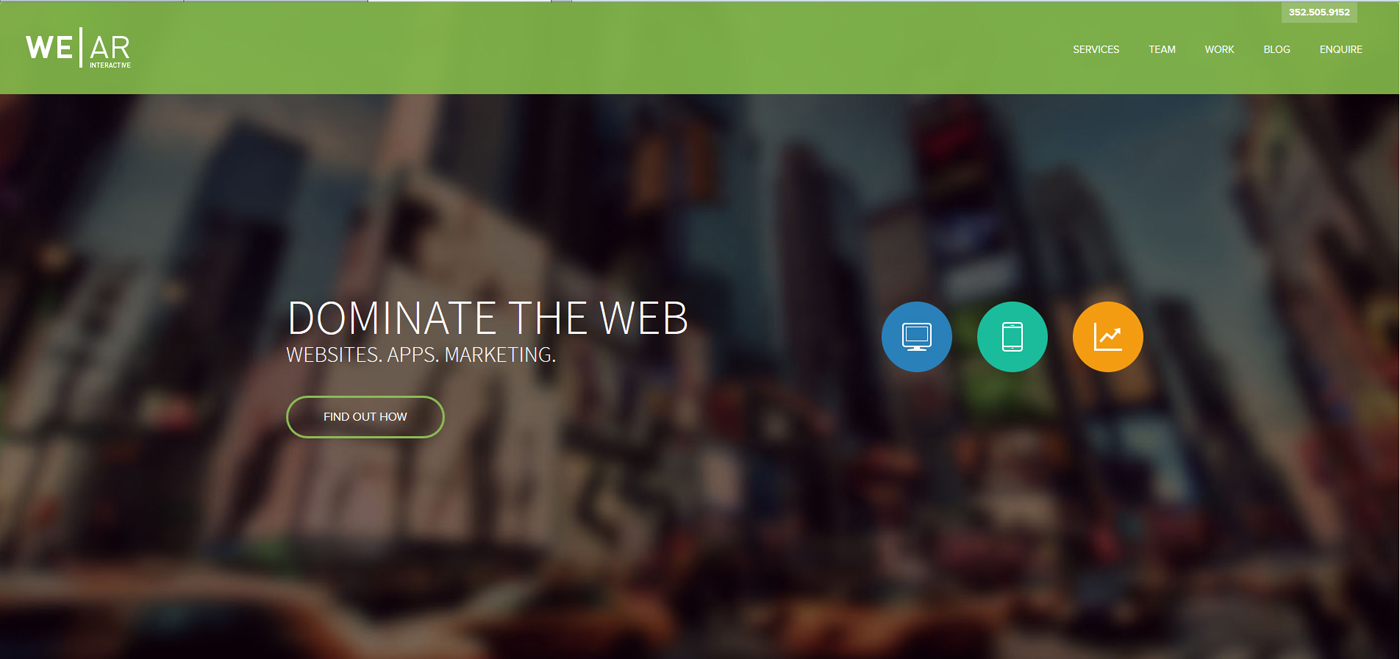 352.505.9152
WE|AR
INTERACTIVE
SERVICES TEAM WORK BLOG ENQUIRE
DOMINATE THE WEB
WEBSITES. APPS. MARKETING.
FIND OUT HOW